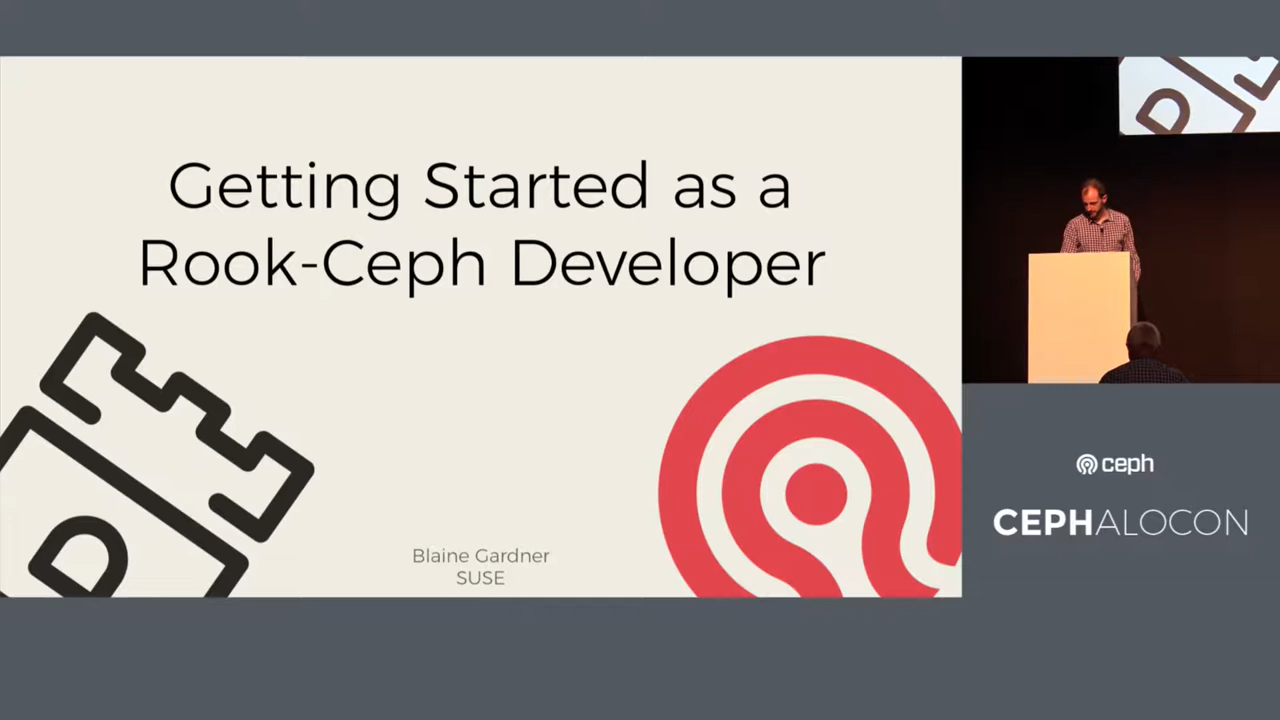 Getting Started as a
Rook-Ceph Developer
Blaine Gardner
SUSE
ceph
CEPHALOCON